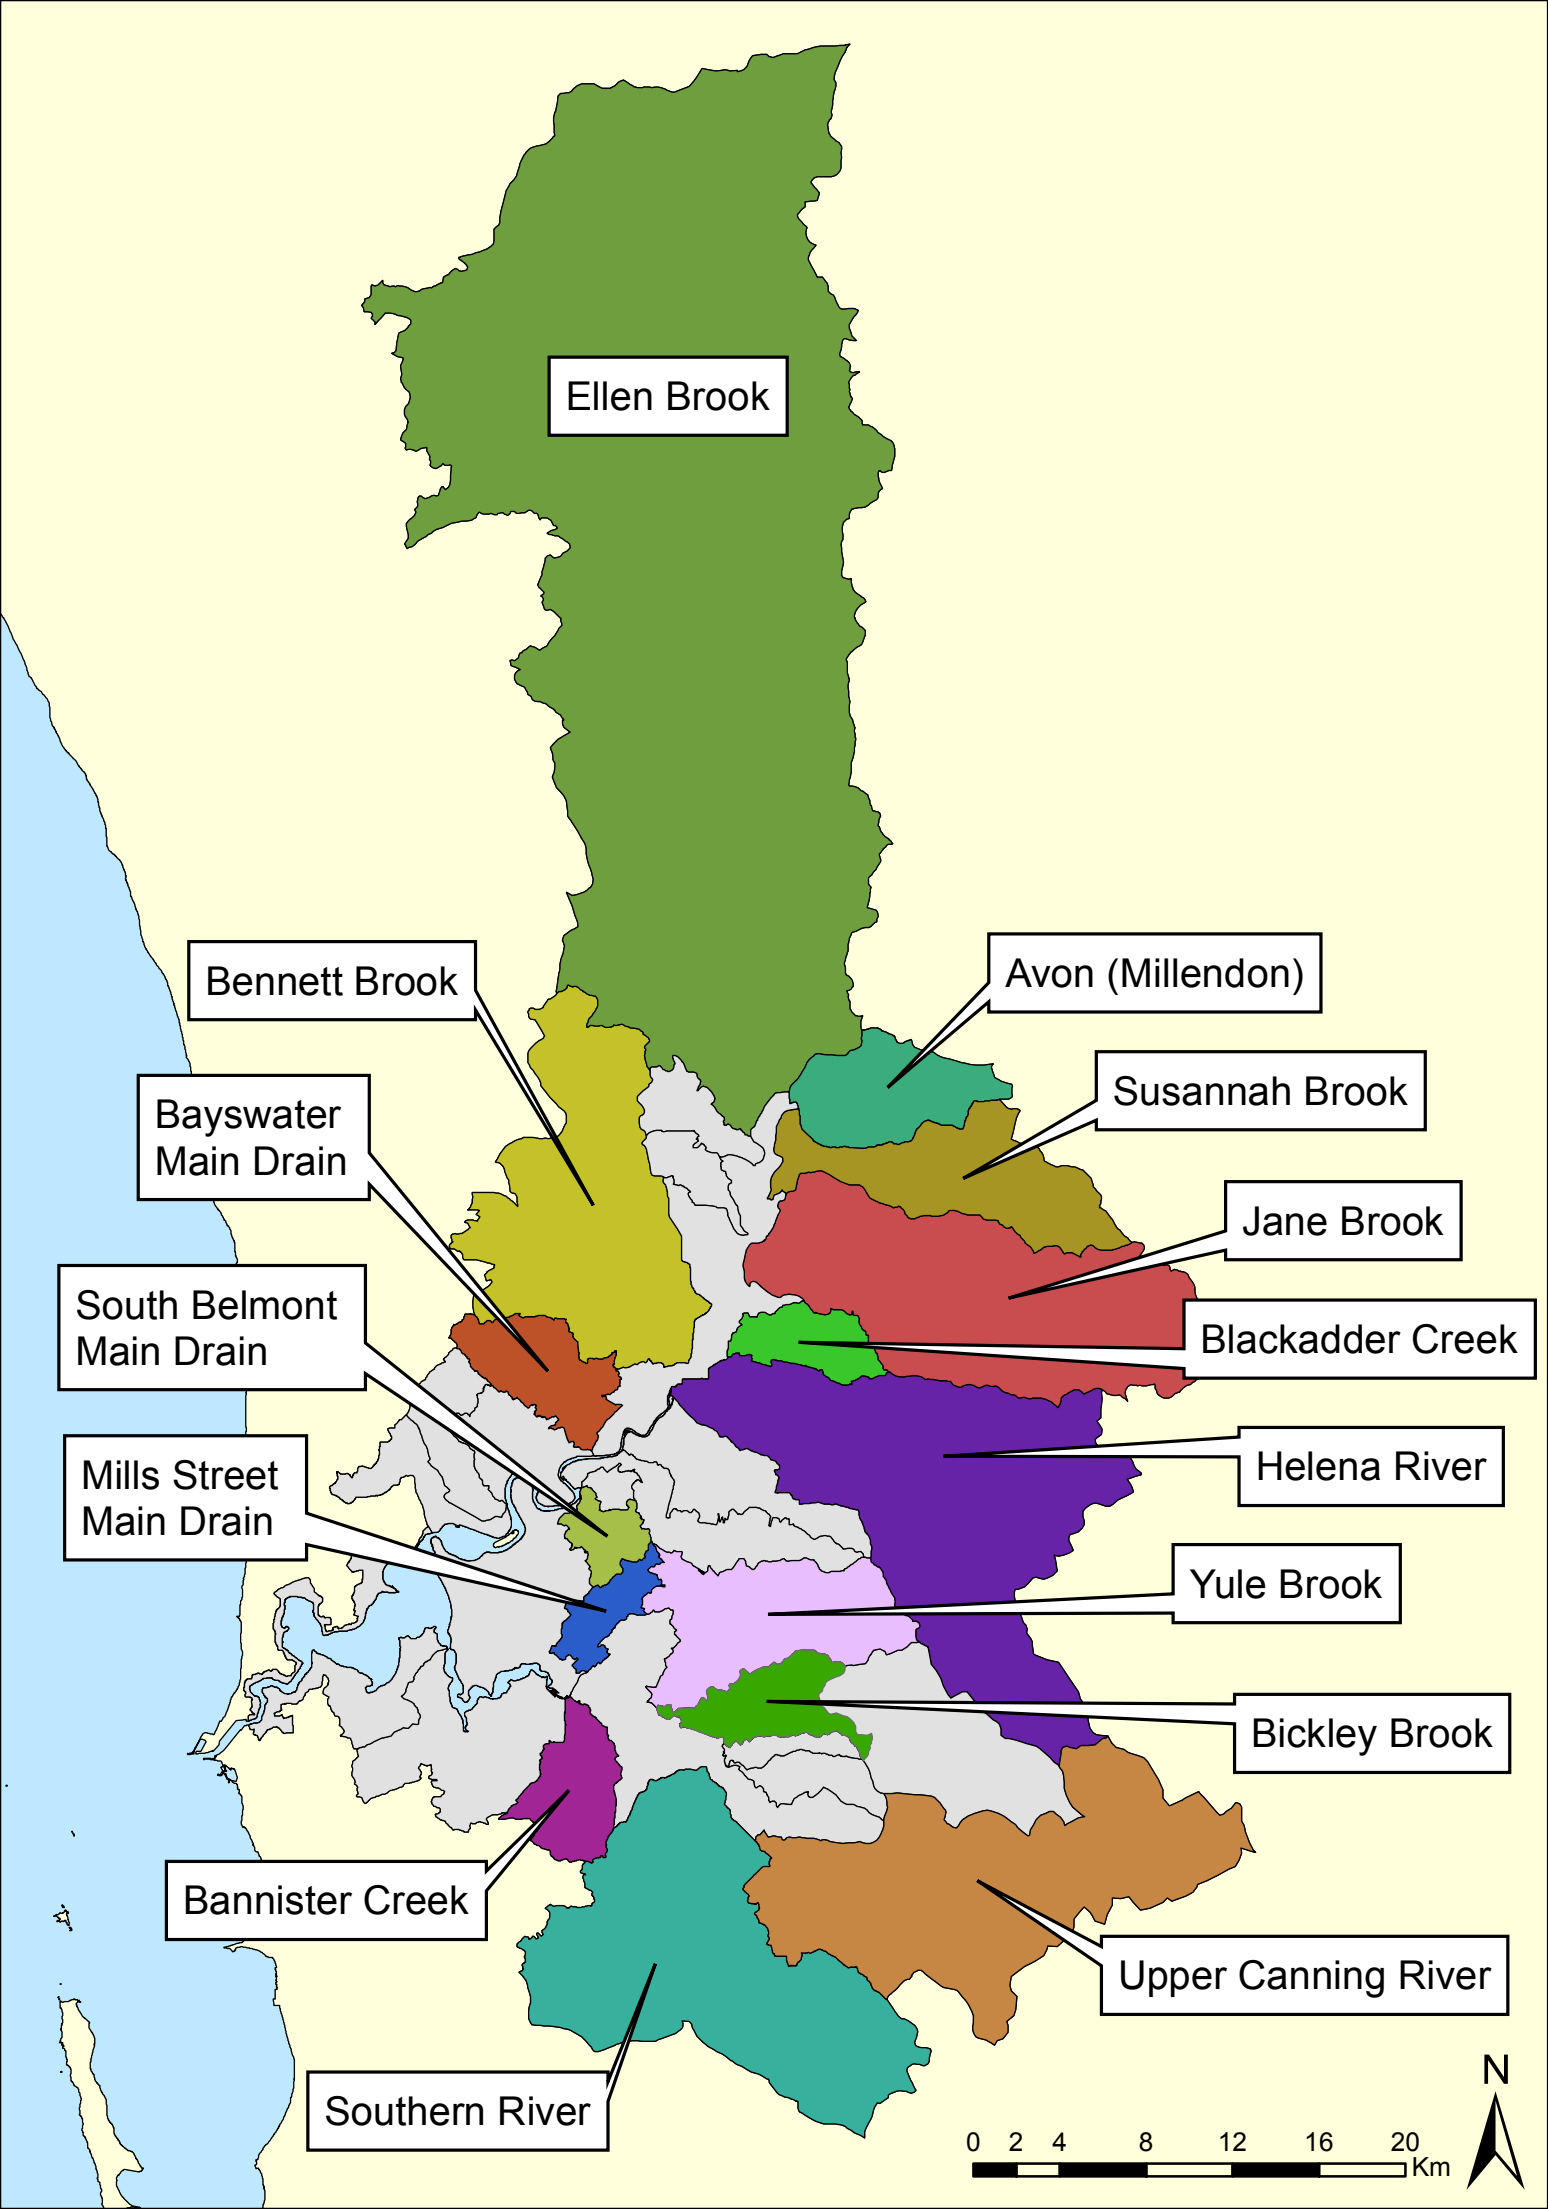 Ellen Brook
Bennett Brook
Avon (Millendon)
Susannah Brook
Bayswater
Main Drain
Jane Brook
South Belmont
Main Drain
Blackadder Creek
Helena River
Mills Street
Main Drain
Yule Brook
Bickley Brook
Bannister Creek
Upper Canning River
Southern River
N
0 2 4 8 12 16 20
Km